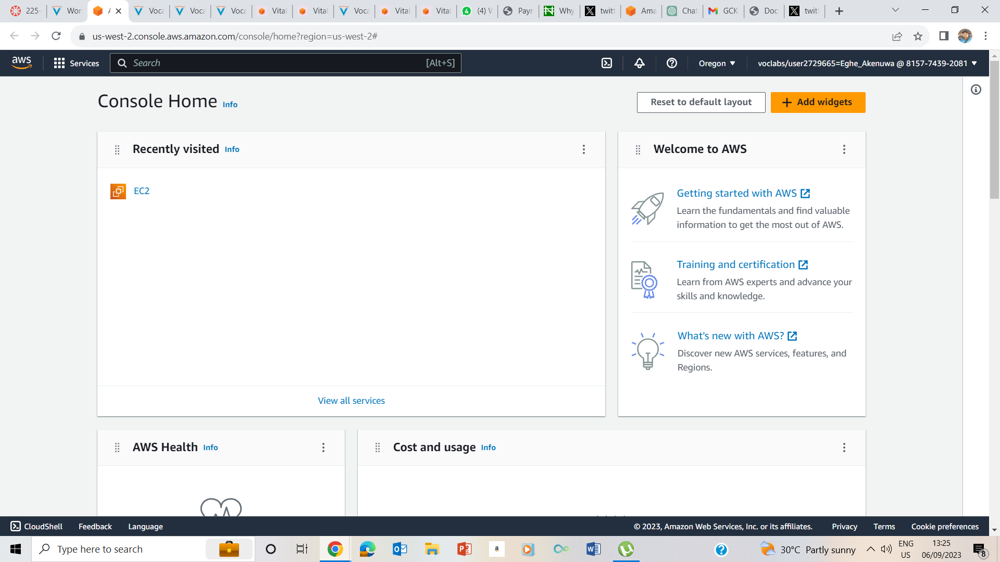 225-
Wor
A
Voca
Voca
Voca
Vital
Vital
Voca
Vital
Vital
(4) W
Paym
Why
twitt
Ama
Chat
GCK
Doc
twitt
us-west-2.console.aws.amazon.com/console/home?region=us-west-2#
aws
Services
Search
[Alt+S]
Oregon
voclabs/user2729665=Eghe_Akenuwa @ 8157-7439-2081
Console Home Info
Reset to default layout
Add widgets
Recently visited Info
EC2
View all services
Welcome to AWS
Getting started with AWS
Learn the fundamentals and find valuable
information to get the most out of AWS.
Training and certification
Learn from AWS experts and advance your
skills and knowledge.
What's new with AWS?
Discover new AWS services, features, and
Regions.
AWS Health Info
Cost and usage Info
CloudShell
Feedback
Language
© 2023, Amazon Web Services, Inc. or its affiliates.
Privacy
Terms
Cookie preferences
Type here to search
a
30°C Partly sunny
ENG
US
13:25
06/09/2023
8